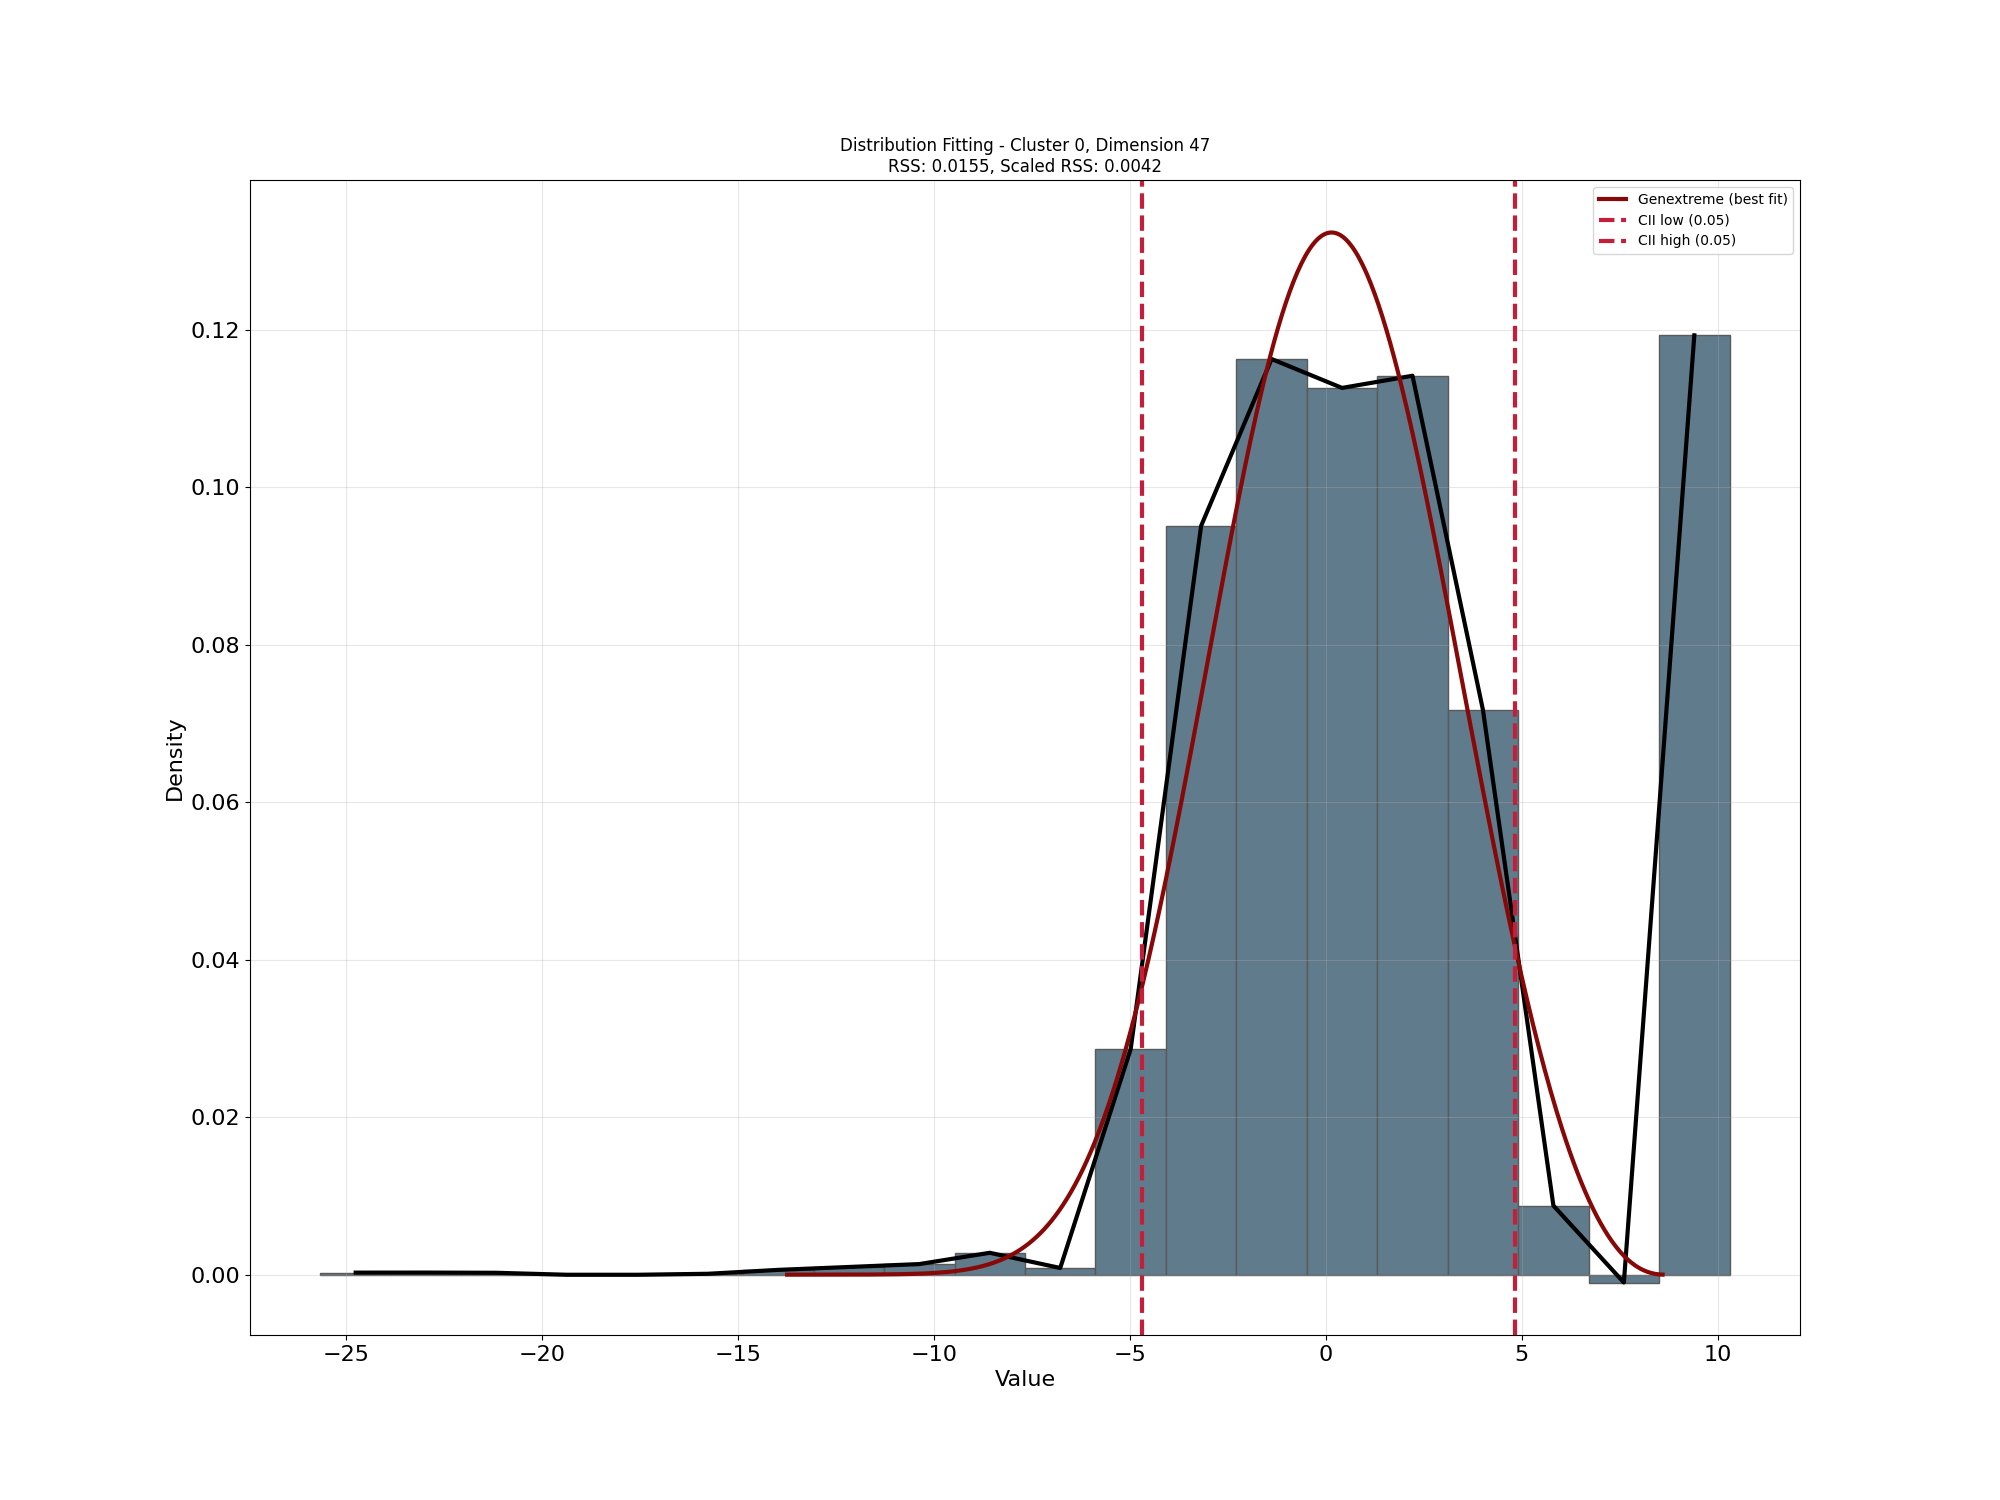 Distribution Fitting - Cluster 0, Dimension 47
RSS: 0.0155, Scaled RSS: 0.0042
Genextreme (best fit)
CII low (0.05)
CII high (0.05)
0.12
0.10
0.08
0.06
0.04
0.02
0.00
Density
−25 −20 −15 −10 −5 0 5 10
Value